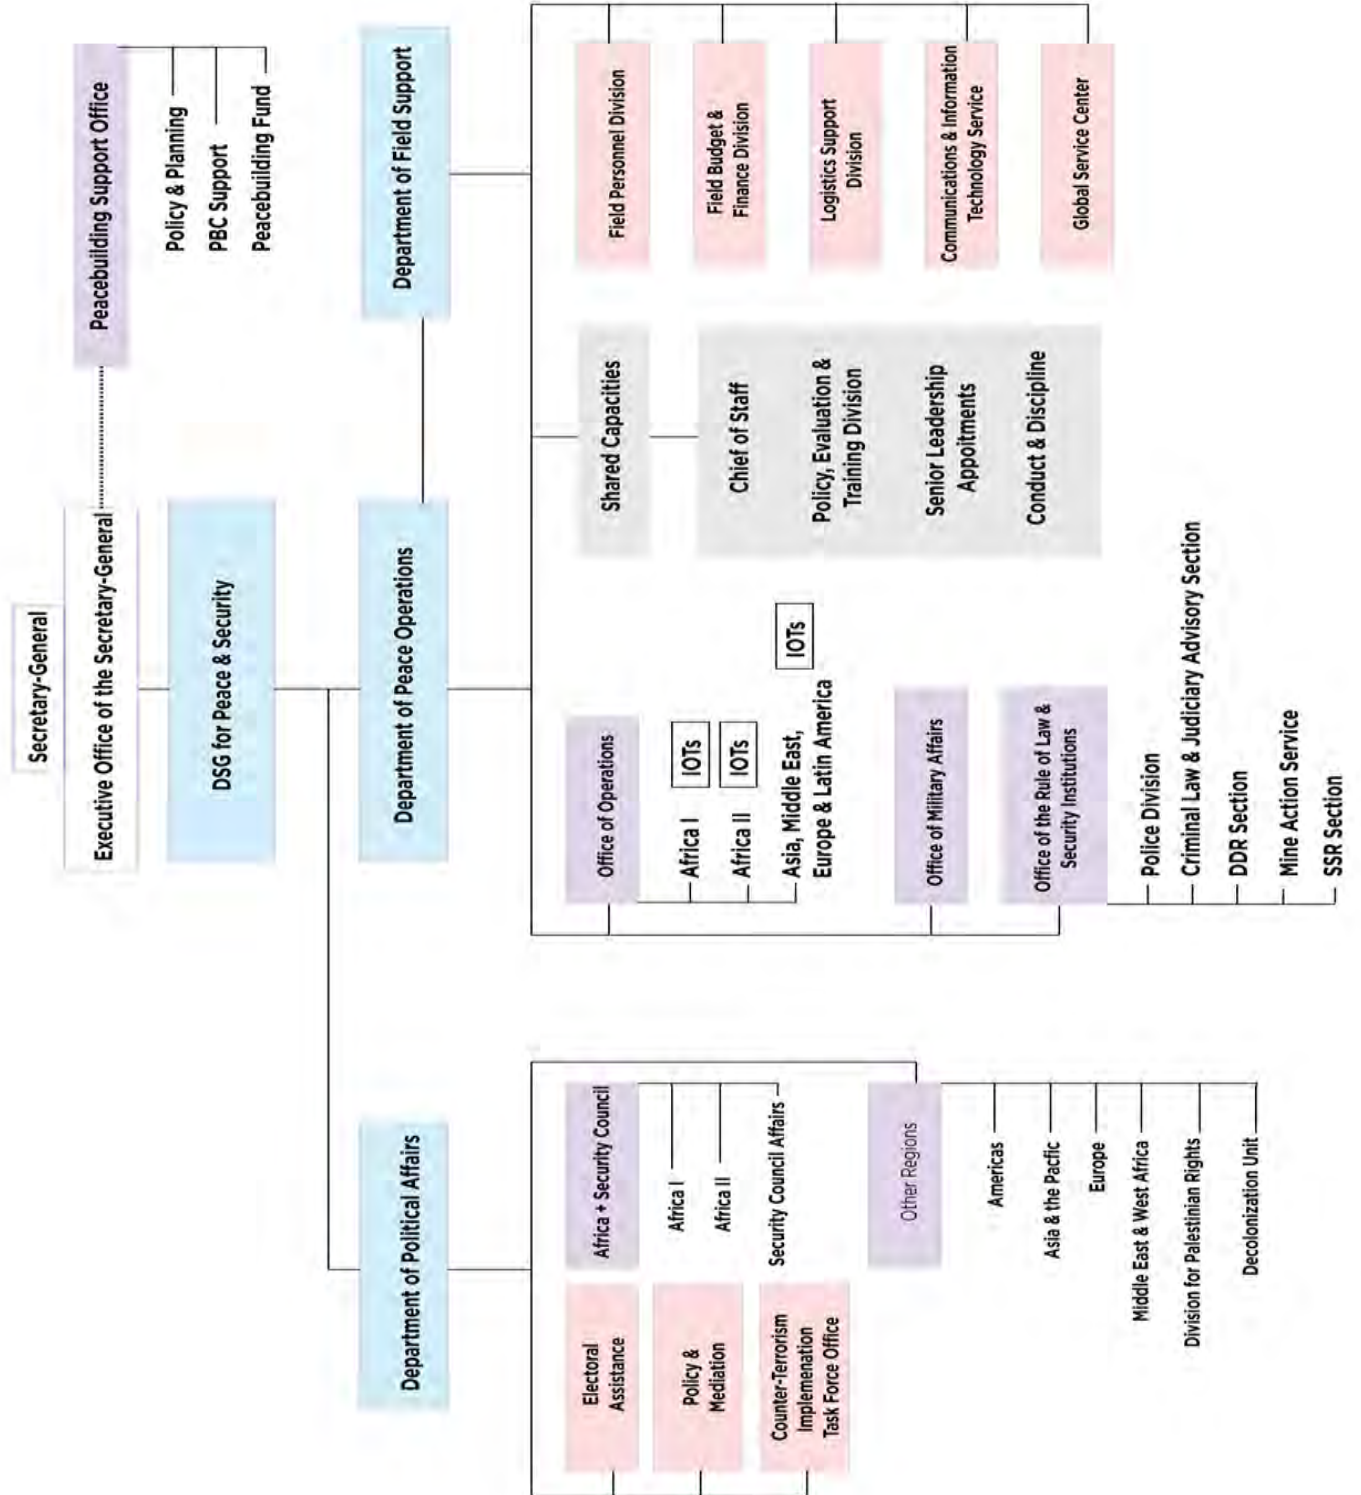 Secretary-General
Executive Office of the Secretary-General
Peacebuilding Support Office
Policy & Planning
PBC Support
Peacebuilding Fund
DSG for Peace & Security
Department of Political Affairs
Department of Peace Operations
Department of Field Support
Electoral
Assistance
Policy &
Mediation
Counter-Terrorism
Implemenation
Task Force Office
Africa + Security Council
Africa I
Africa II
Security Council Affairs
Other Regions
Americas
Asia & the Pacfic
Europe
Middle East & West Africa
Division for Palestinian Rights
Decolonization Unit
Office of Operations
Africa I
IOTs
Africa II
IOTs
Asia, Middle East,
Europe & Latin America
IOTs
Office of Military Affairs
Office of the Rule of Law &
Security Institutions
Police Division
Criminal Law & Judiciary Advisory Section
DDR Section
Mine Action Service
SSR Section
Shared Capacities
Chief of Staff
Policy, Evaluation &
Training Division
Senior Leadership
Appoitments
Conduct & Discipline
Field Personnel Division
Field Budget &
Finance Division
Logistics Support
Division
Communications & Information
Technology Service
Global Service Center